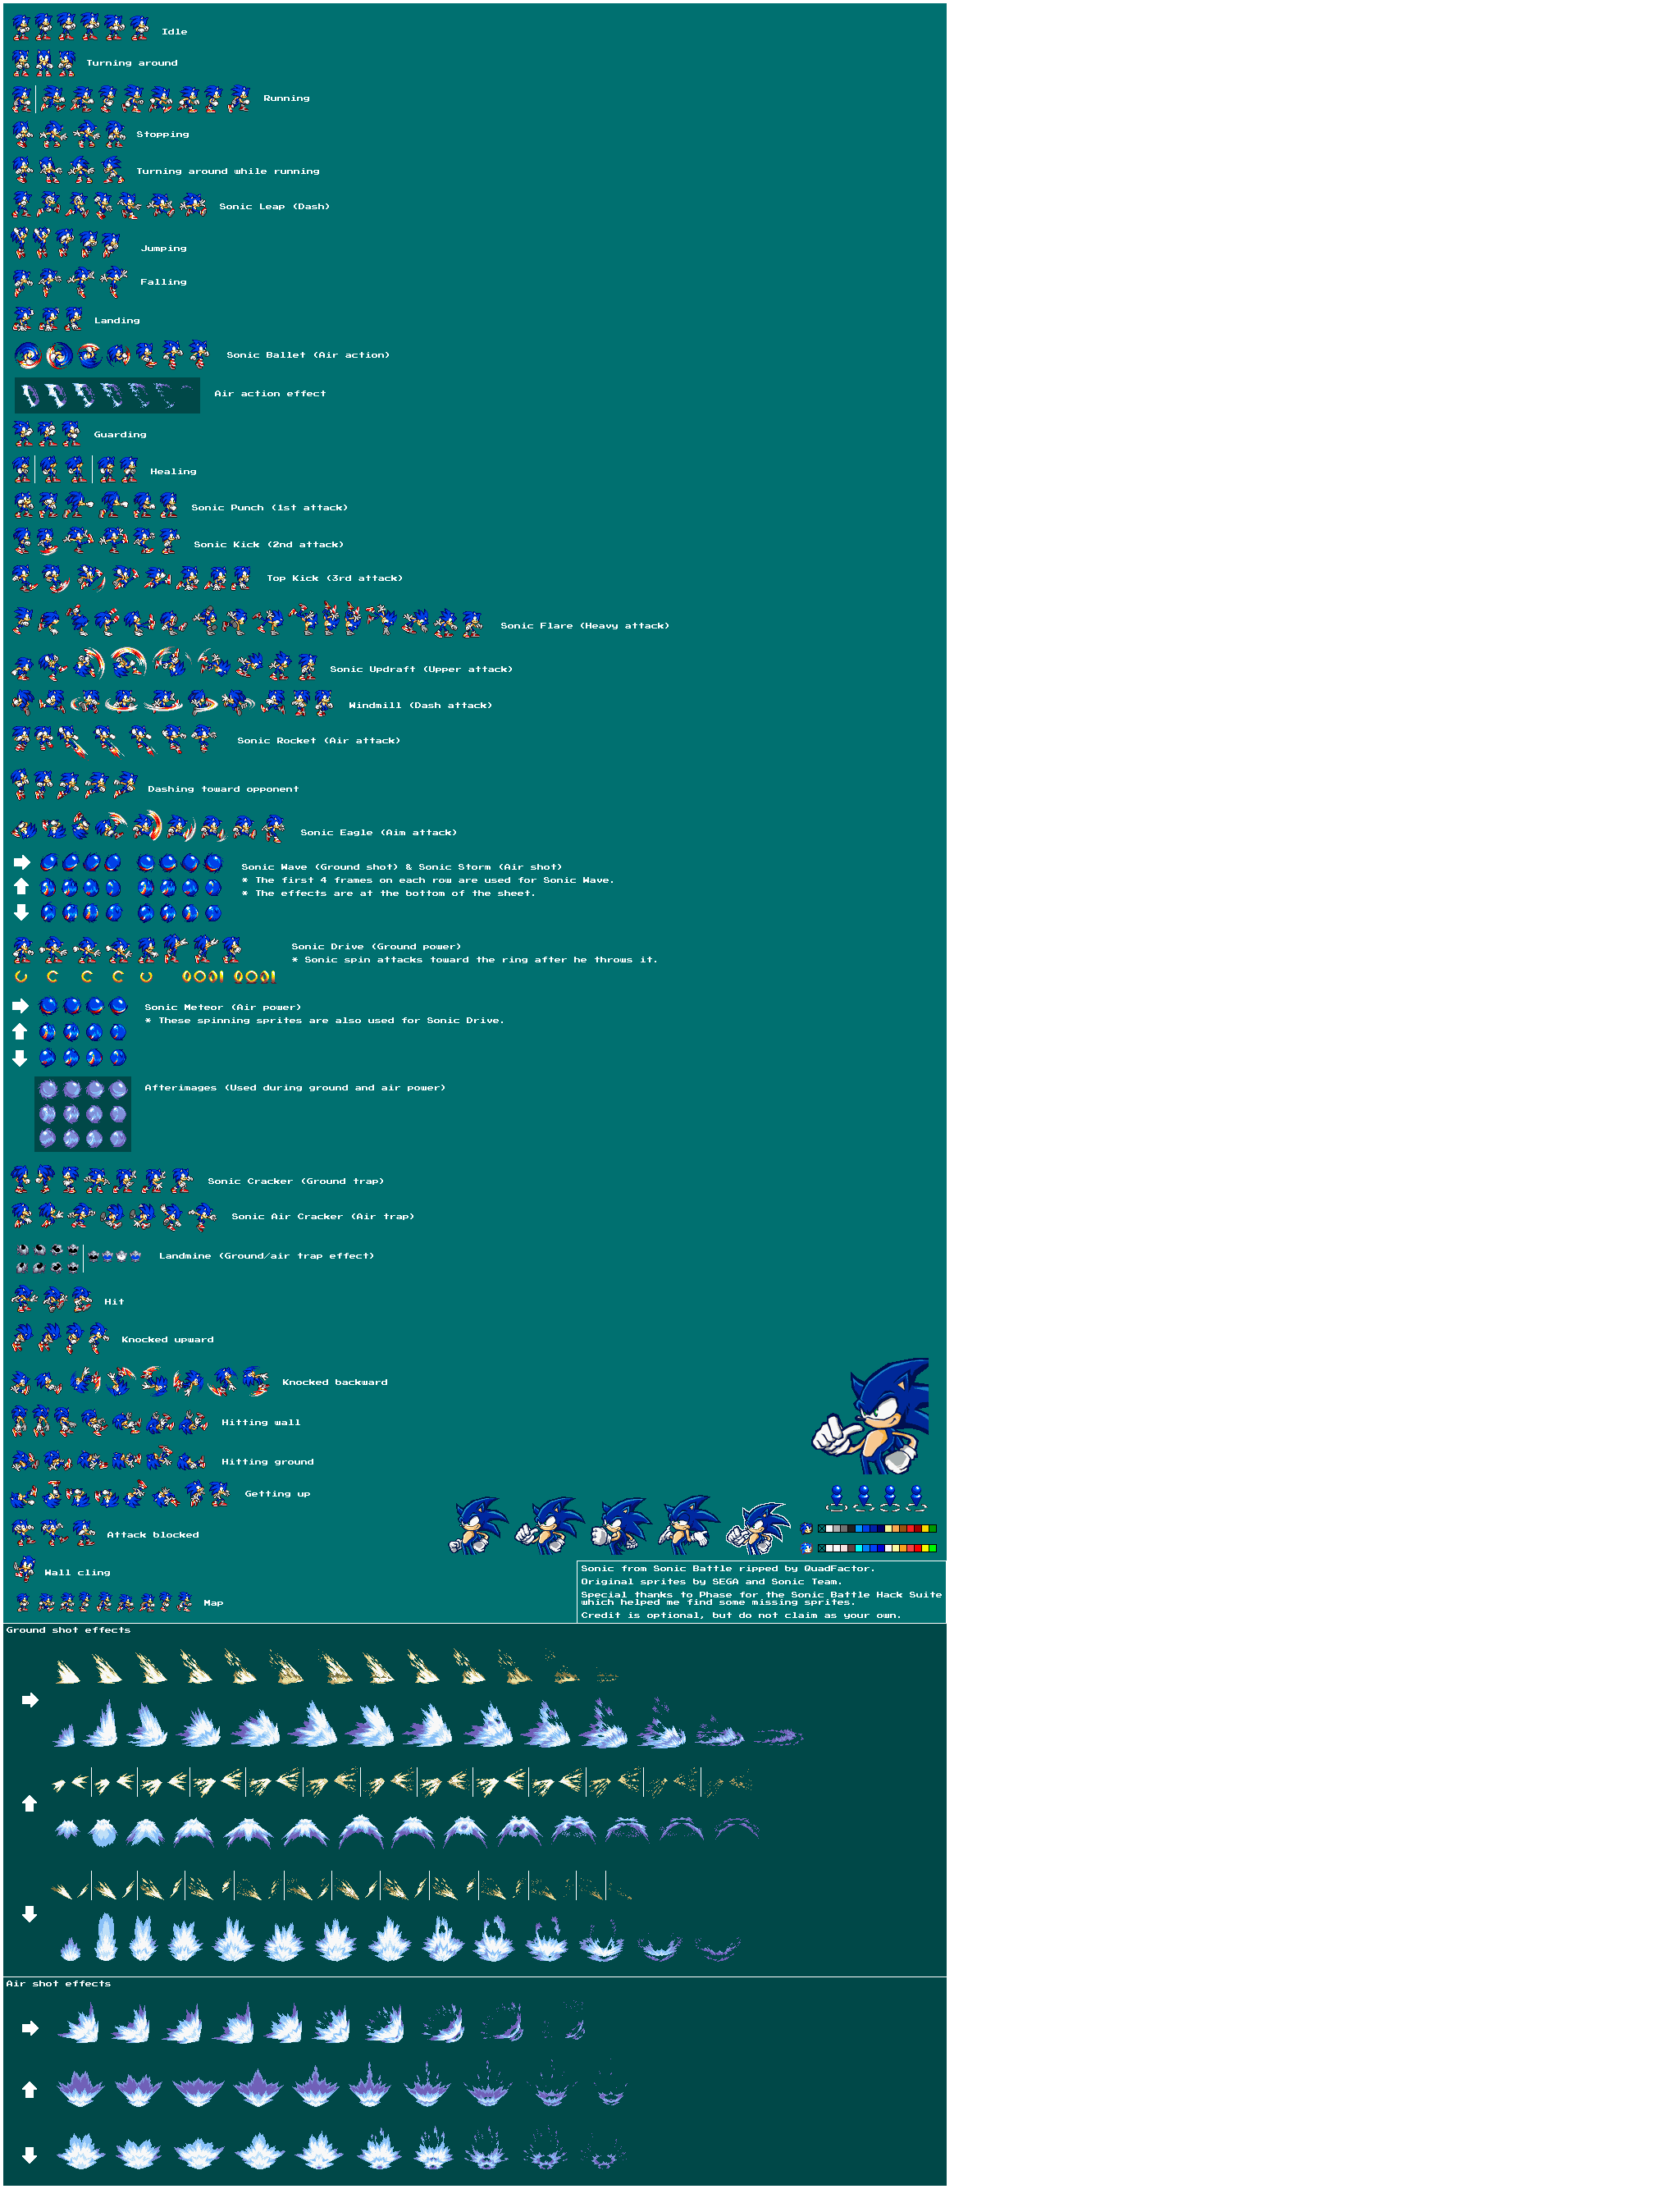 Idle
Turning around
Running
Stopping
Turning around while running
Sonic Leap (Dash)
Jumping
Falling
Landing
Sonic Ballet (Air action)
Air action effect
Guarding
Healing
Sonic Punch (1st attack)
Sonic Kick (2nd attack)
Top Kick (3rd attack)
Sonic Flare (Heavy attack)
Sonic Updraft (Upper attack)
Windmill (Dash attack)
Sonic Rocket (Air attack)
Dashing toward opponent
Sonic Eagle (Aim attack)
Sonic Wave (Ground shot) & Sonic Storm (Air shot)
* The first 4 frames on each row are used for Sonic Wave.
* The effects are at the bottom of the sheet.
Sonic Drive (Ground power)
* Sonic spin attacks toward the ring after he throws it.
Sonic Meteor (Air power)
* These spinning sprites are also used for Sonic Drive.
Afterimages (Used during ground and air power)
Sonic Cracker (Ground trap)
Sonic Air Cracker (Air trap)
Landmine (Ground/air trap effect)
Hit
Knocked upward
Knocked backward
Hitting wall
Hitting ground
Getting up
Attack blocked
Wall cling
Map
Sonic from Sonic Battle ripped by QuadFactor.
Original sprites by SEGA and Sonic Team.
Special thanks to Phase for the Sonic Battle Hack Suite
which helped me find some missing sprites.
Credit is optional, but do not claim as your own.
Ground shot effects
Air shot effects